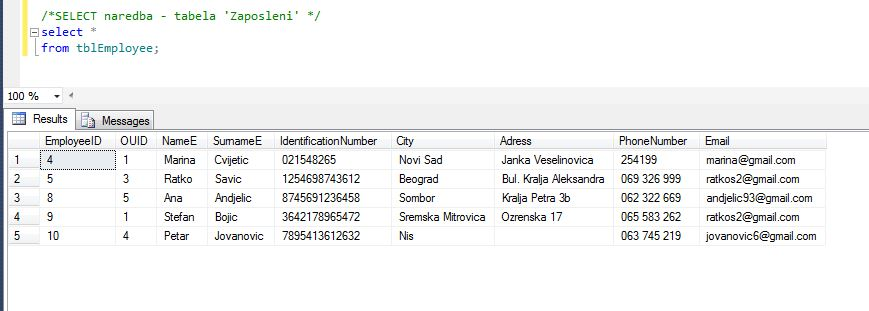 /*SELECT naredba - tabela 'Zaposleni' */
select *
from tblEmployee;
100 %
Results Messages
EmployeeID OUID NameE SurnameE IdentificationNumber City Adress PhoneNumber Email
1 4 1 Marina Cvijetic 021548265 Novi Sad Janka Veselinovica 254199 marina@gmail.com
2 5 3 Ratko Savic 1254698743612 Beograd Bul. Kralja Aleksandra 069 326 999 ratkos2@gmail.com
3 8 5 Ana Andjelic 8745691236458 Sombor Kralja Petra 3b 062 322 669 andjelic93@gmail.com
4 9 1 Stefan Bojic 3642178965472 Sremska Mitrovica Ozrenska 17 065 583 262 ratkos2@gmail.com
5 10 4 Petar Jovanovic 7895413612632 Nis 063 745 219 jovanovic6@gmail.com